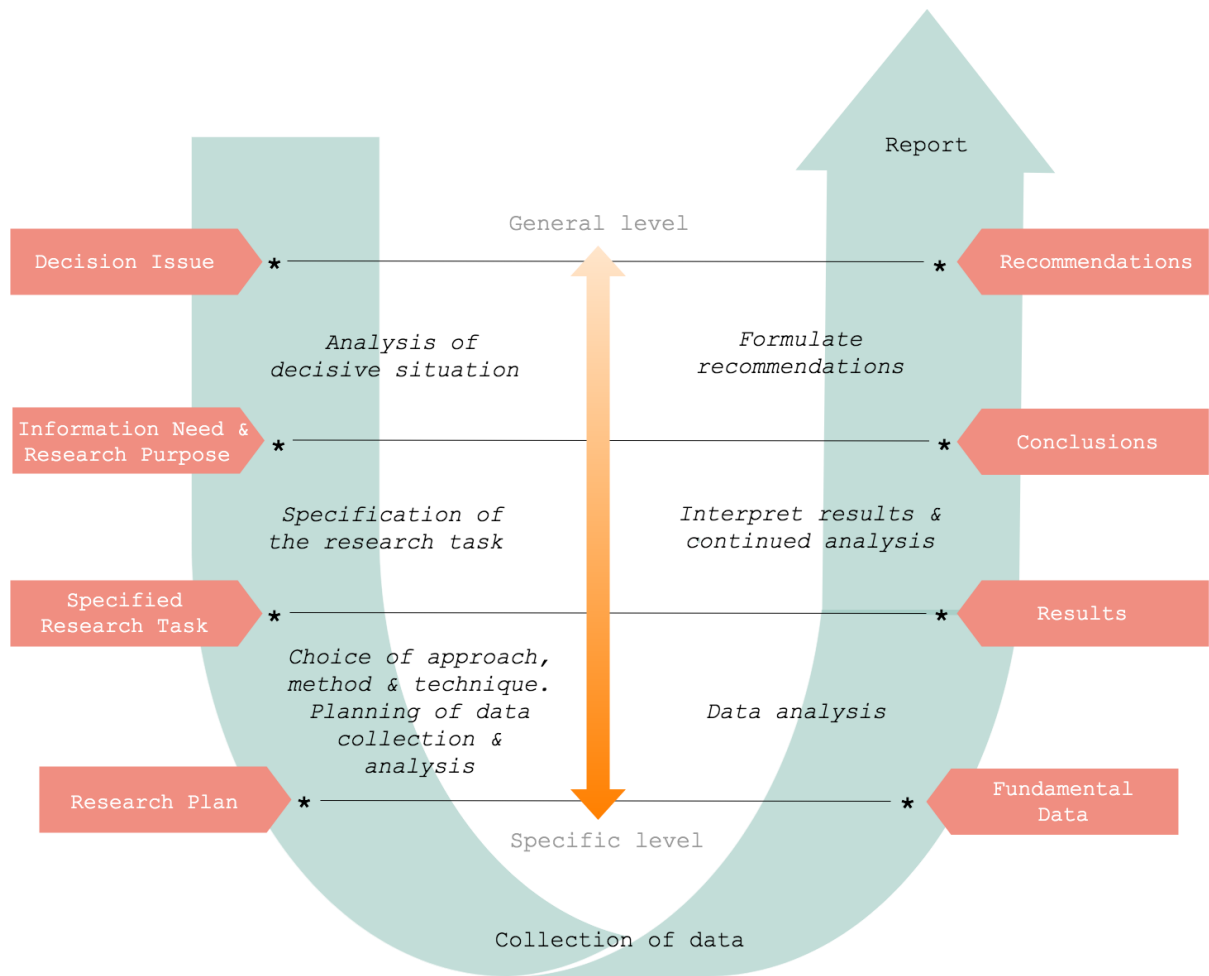 Report
General level
Decision Issue
*
*
Recommendations
Analysis of
decisive situation
Formulate
recommendations
Information Need &
Research Purpose
*
*
Conclusions
Specification of
the research task
Interpret results &
continued analysis
Specified
Research Task
*
*
Results
Choice of approach,
method & technique.
Planning of data
collection &
analysis
Data analysis
Research Plan
*
*
Fundamental
Data
Specific level
Collection of data